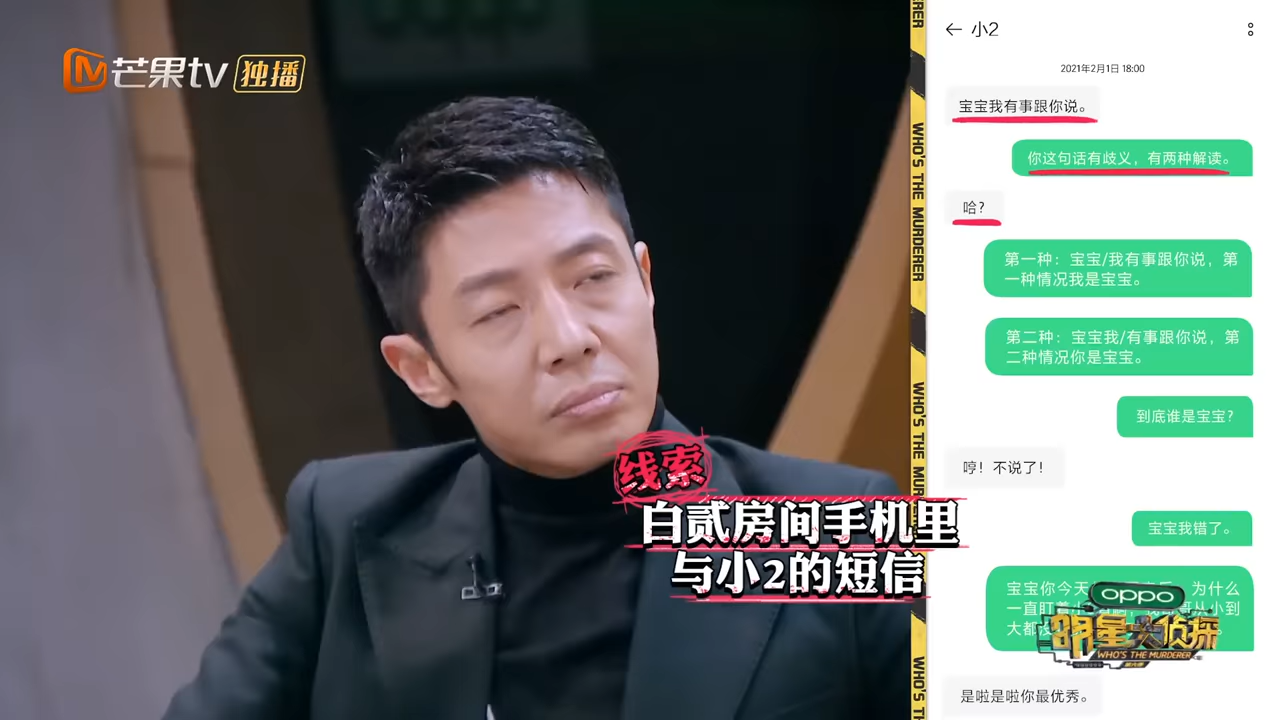 芒果tv 独播
线索
白贰房间手机里
与小2的短信
WHO'S THE MURDERER
WHO'S THE MURDERER
小2
2021年2月1日 18:00
宝宝我有事跟你说。
你这句话有歧义，有两种解读。
哈？
第一种：宝宝/我有事跟你说，第
一种情况我是宝宝。
第二种：宝宝我/有事跟你说，第
二种情况你是宝宝。
到底谁是宝宝？
哼！不说了！
宝宝我错了。
宝宝你今天
为什么
一直盯着小
从小到
大都没
是啦是啦你最优秀。
oppo
明星大侦探
WHO'S THE MURDERER